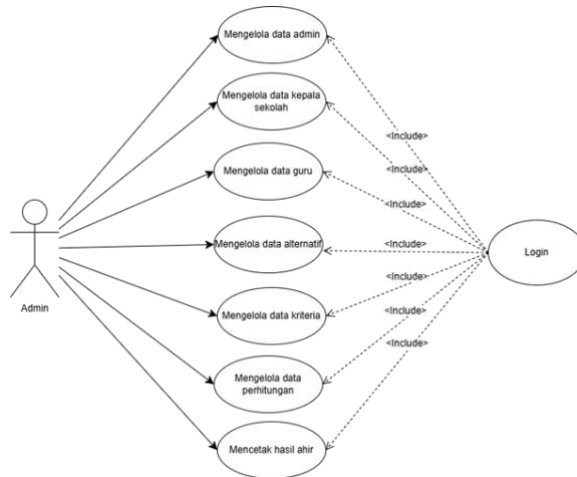 Mengelola data admin
Mengelola data kepala
sekolah
<Include>
<Include>
Mengelola data guru
<Include>
Mengelola data alternatif
<Include>
Login
Admin
<Include>
Mengelola data kriteria
<Include>
<Include>
Mengelola data
perhitungan
Mencetak hasil ahir